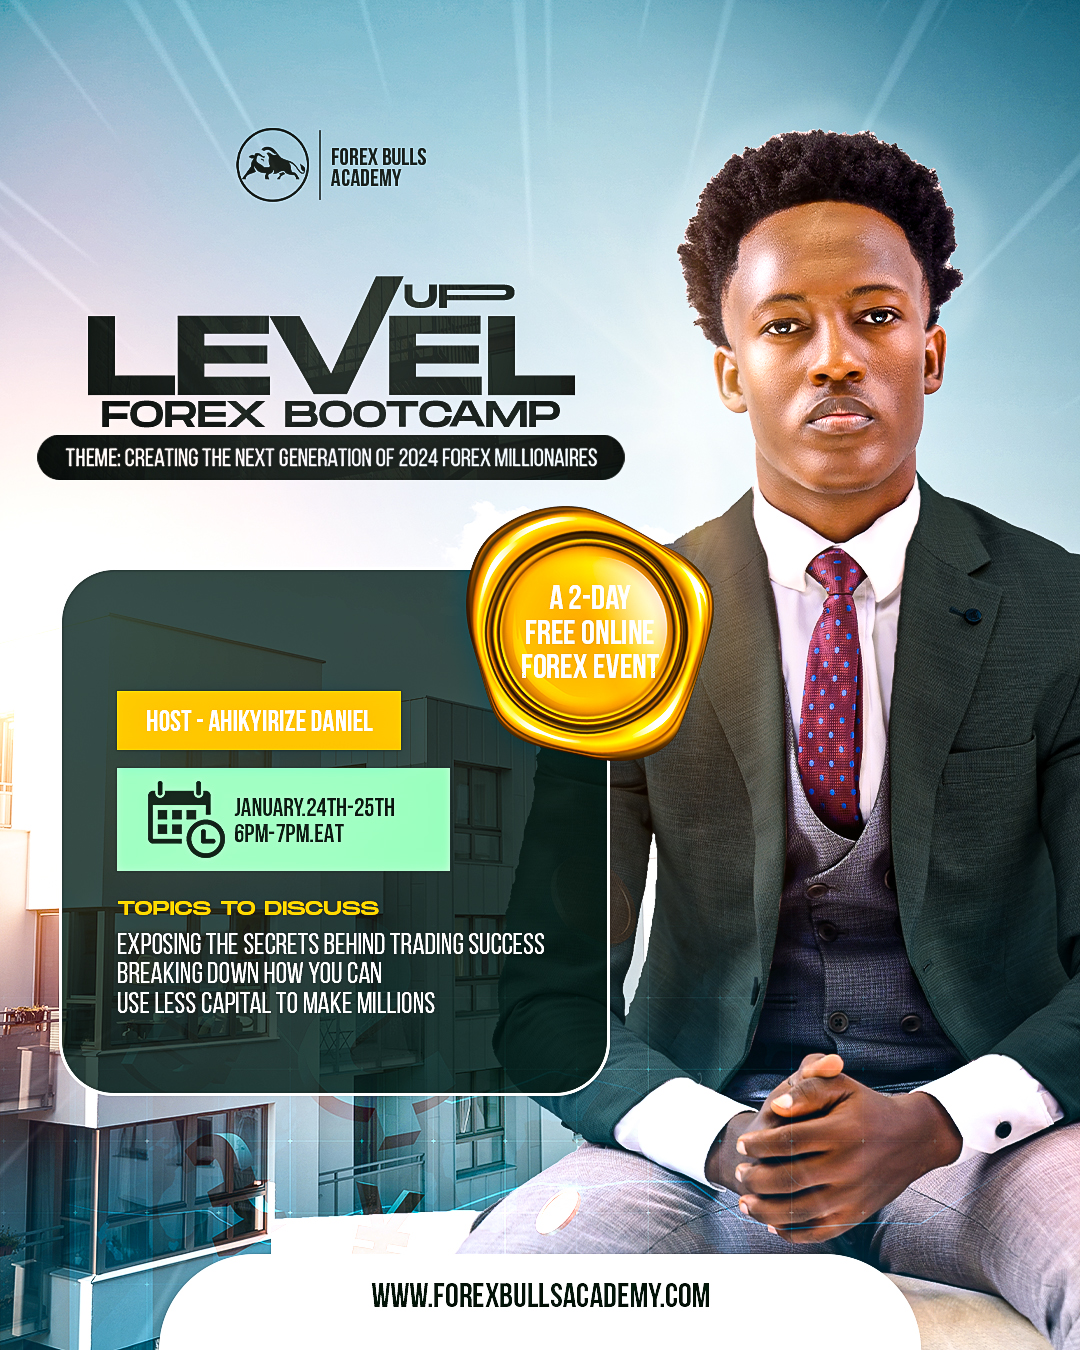 FOREX BULLS
ACADEMY
UP
LEVEL
FOREX BOOTCAMP
THEME: CREATING THE NEXT GENERATION OF 2024 FOREX MILLIONAIRES
A 2-DAY
FREE ONLINE
FOREX EVENT
HOST - AHIKYIRIZE DANIEL
JANUARY.24TH-25TH
6PM-7PM.EAT
TOPICS TO DISCUSS
EXPOSING THE SECRETS BEHIND TRADING SUCCESS
BREAKING DOWN HOW YOU CAN
USE LESS CAPITAL TO MAKE MILLIONS
WWW.FOREXBULLSACADEMY.COM